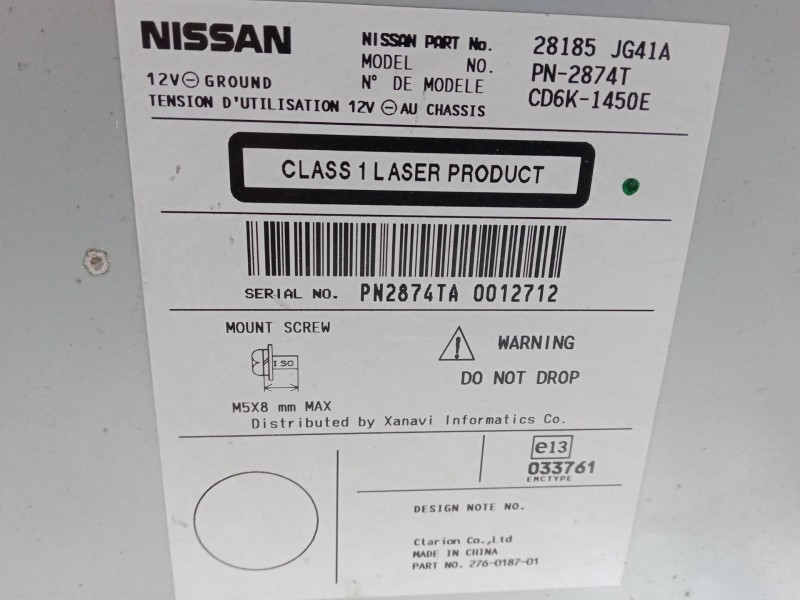 NISSAN
NISSAN PART No. 28185 JG41A
MODEL NO. PN-2874T
N° DE MODELE CD6K-1450E
12V ⊖ GROUND
TENSION D'UTILISATION 12V ⊖ AU CHASSIS
CLASS 1 LASER PRODUCT
SERIAL NO. PN2874TA 0012712
MOUNT SCREW
ISO
M5X8 mm MAX
WARNING
DO NOT DROP
Distributed by Xanavi Informatics Co.
e13
033761
EMCTYPE
DESIGN NOTE NO.
Clarion Co.,Ltd
MADE IN CHINA
PART NO. 276-0187-01